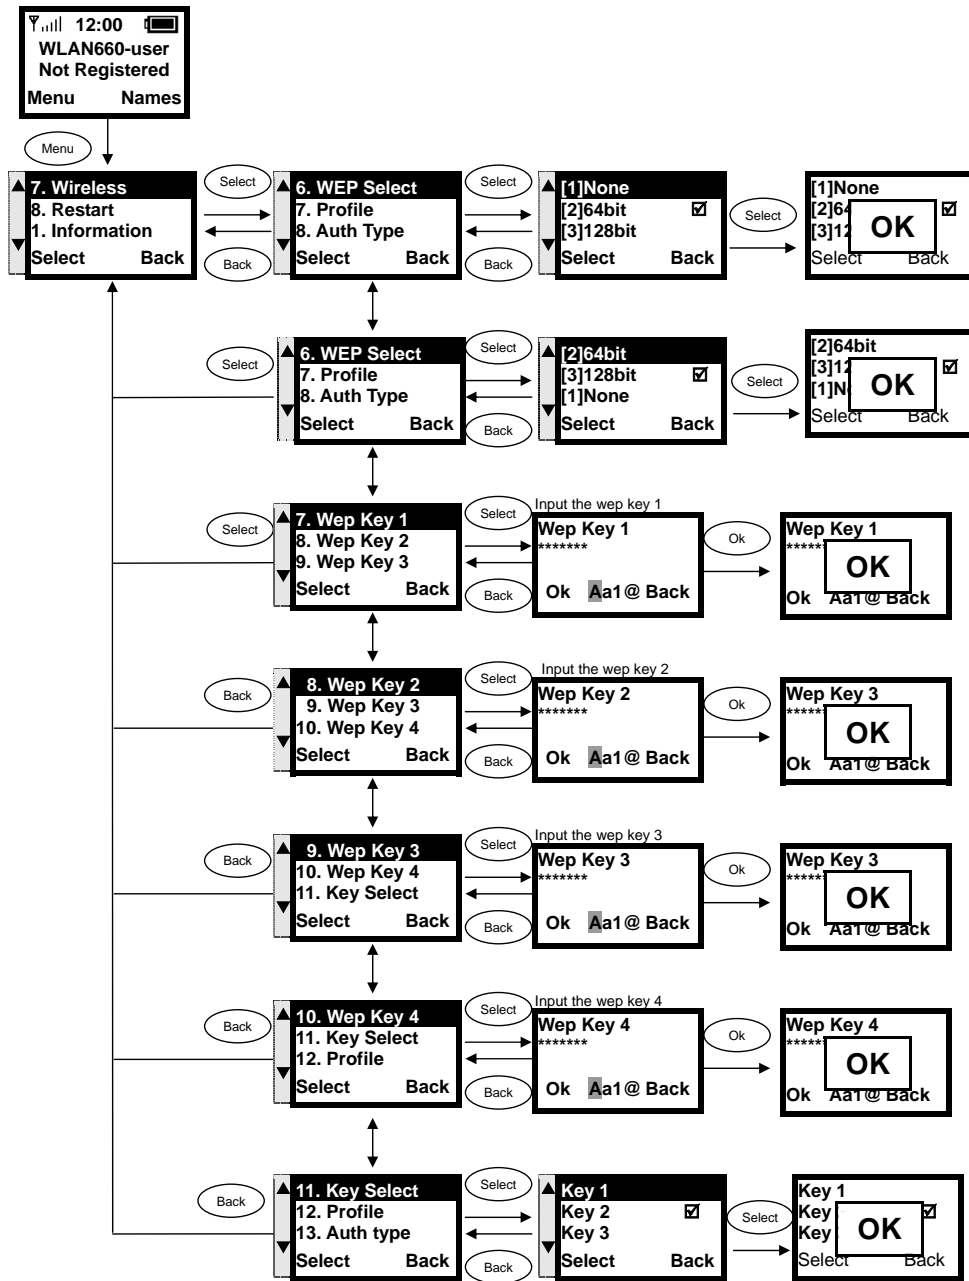 12:00
WLAN660-user
Not Registered
Menu Names
Menu
7. Wireless
8. Restart
1. Information
Select Back
Select
Back
6. WEP Select
7. Profile
8. Auth Type
Select Back
Select
Back
[1]None
[2]64bit
[3]128bit
Select Back
Select
[1]None
[2]64
[3]12
OK
Select Back
Select
6. WEP Select
7. Profile
8. Auth Type
Select Back
Select
Back
[2]64bit
[3]128bit
[1]None
Select Back
Select
[2]64bit
[3]12
[1]N
OK
Select Back
Select
7. Wep Key 1
8. Wep Key 2
9. Wep Key 3
Select Back
Select
Back
Input the wep key 1
Wep Key 1
*******
Ok Aa1@ Back
Ok
Wep Key 1
*****
OK
Ok Aa1@ Back
Back
8. Wep Key 2
9. Wep Key 3
10. Wep Key 4
Select Back
Select
Back
Input the wep key 2
Wep Key 2
*******
Ok Aa1@ Back
Ok
Wep Key 3
*****
OK
Ok Aa1@ Back
Back
9. Wep Key 3
10. Wep Key 4
11. Key Select
Select Back
Select
Back
Input the wep key 3
Wep Key 3
*******
Ok Aa1@ Back
Ok
Wep Key 3
*****
OK
Ok Aa1@ Back
Back
10. Wep Key 4
11. Key Select
12. Profile
Select Back
Select
Back
Input the wep key 4
Wep Key 4
*******
Ok Aa1@ Back
Ok
Wep Key 4
*****
OK
Ok Aa1@ Back
Back
11. Key Select
12. Profile
13. Auth type
Select Back
Select
Back
Key 1
Key 2
Key 3
Select Back
Select
Key 1
Key
Key
OK
Select Back